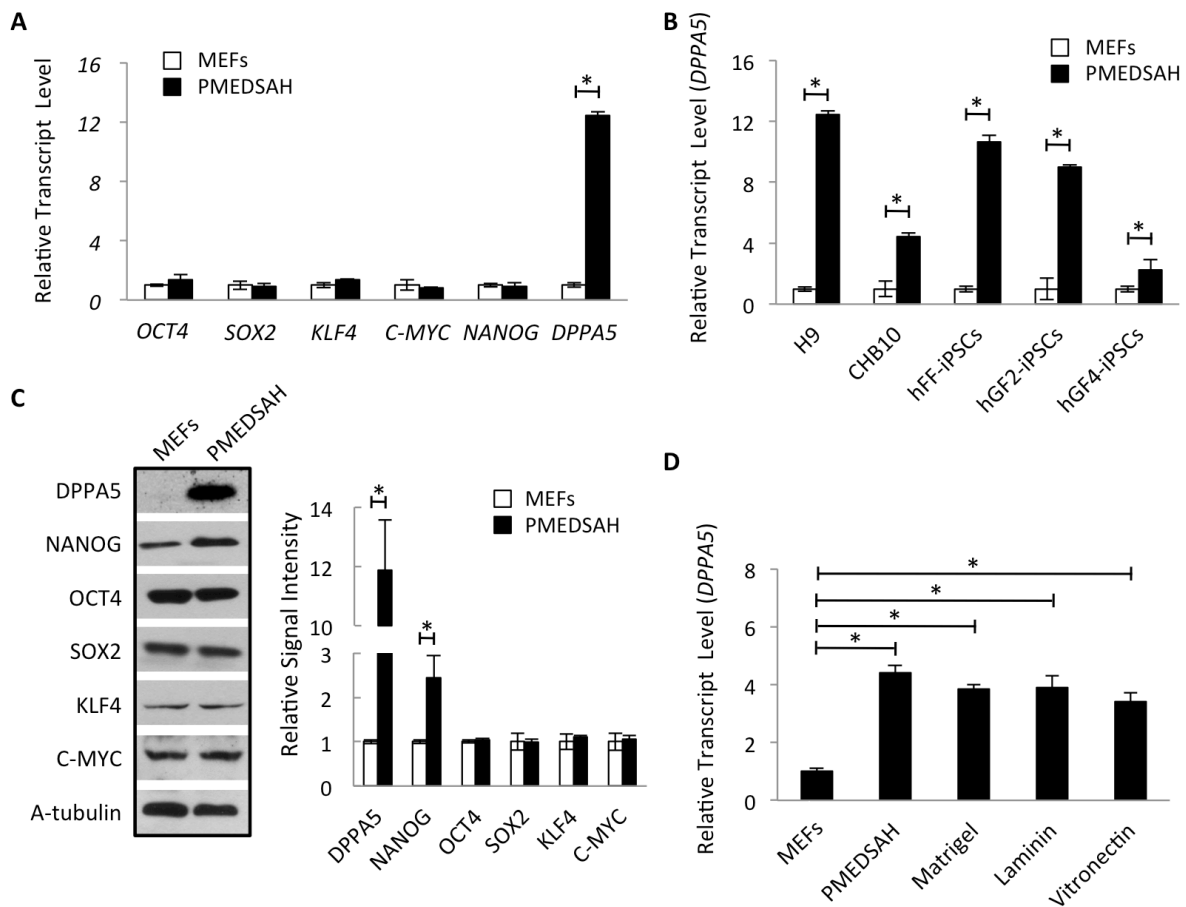 A
MEFs
PMEDSAH
Relative Transcript Level
16
12
8
4
0
*
OCT4 SOX2 KLF4 C-MYC NANOG DPPA5
B
MEFs
PMEDSAH
Relative Transcript Level (DPPA5)
16
12
8
4
0
* * * * *
H9 CHB10 hFF-iPSCs hGF2-iPSCs hGF4-iPSCs
C
MEFs PMEDSAH
DPPA5
NANOG
OCT4
SOX2
KLF4
C-MYC
A-tubulin
MEFs
PMEDSAH
Relative Signal Intensity
14
12
10
3
2
1
0
* *
DPPA5 NANOG OCT4 SOX2 KLF4 C-MYC
D
Relative Transcript Level (DPPA5)
8
6
4
2
0
*
*
*
*
MEFs PMEDSAH Matrigel Laminin Vitronectin